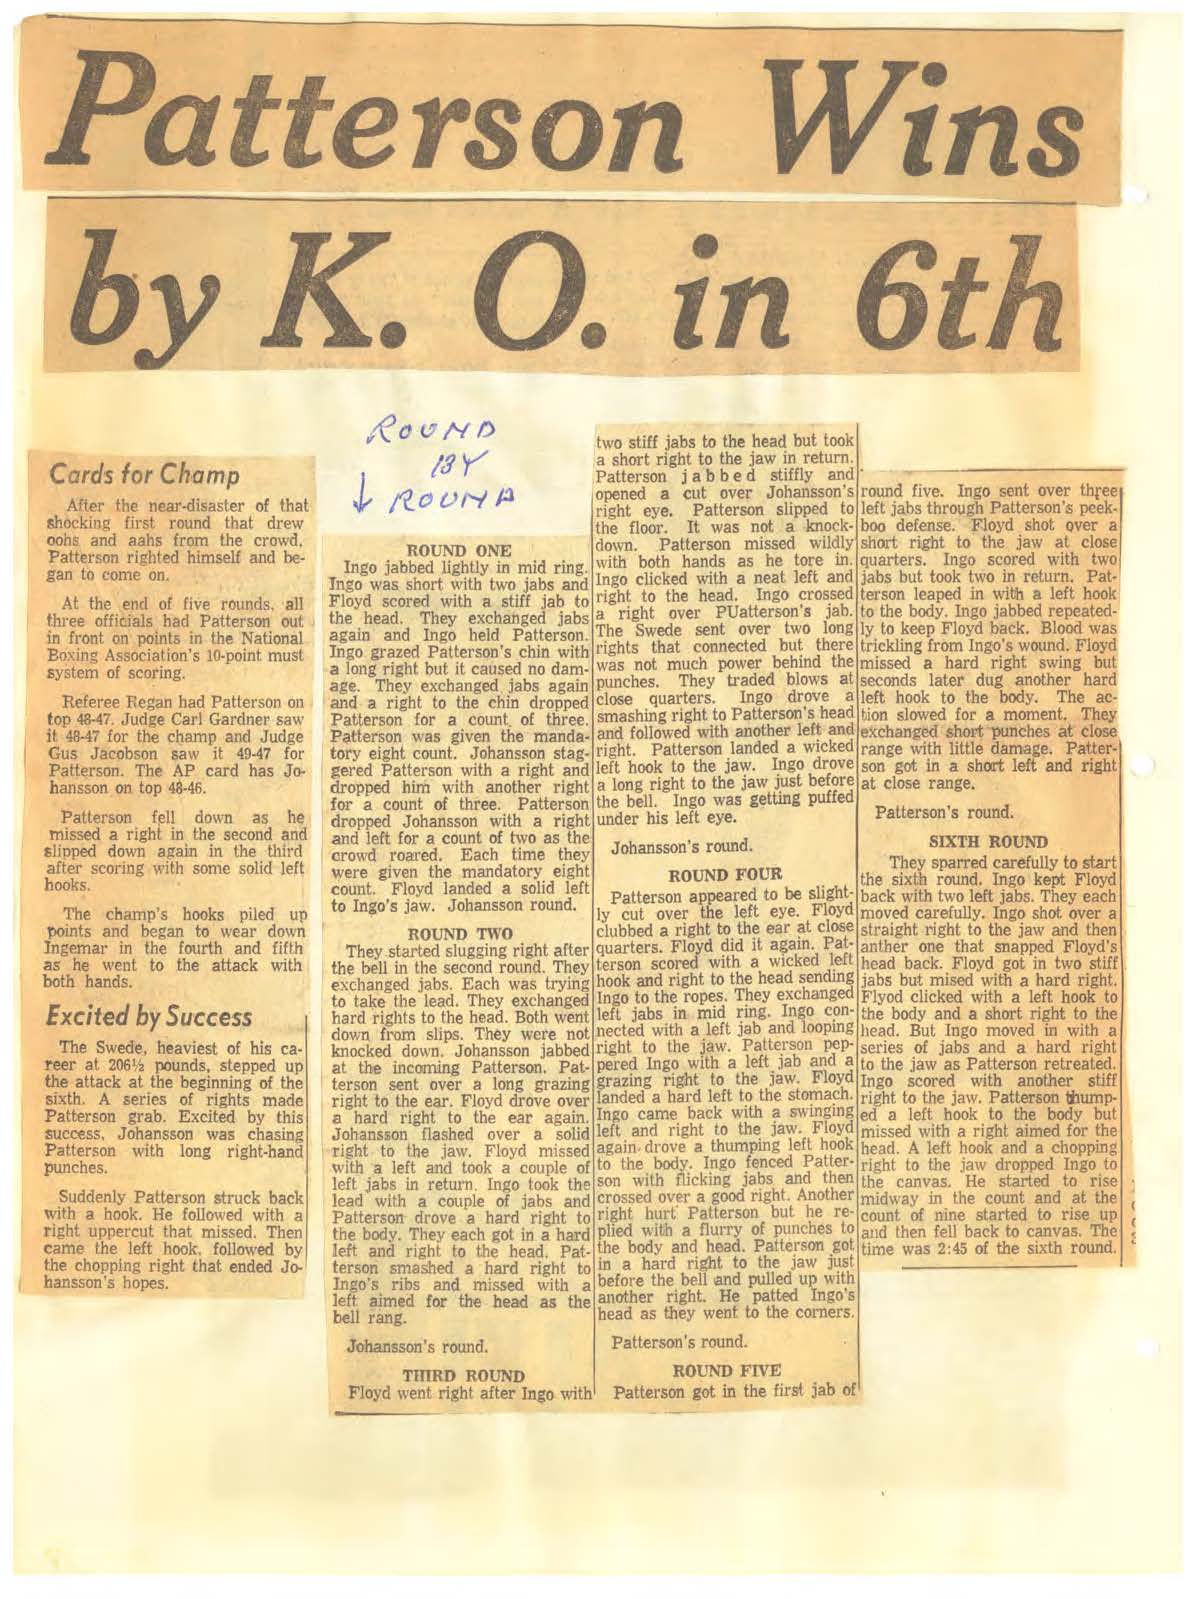 Patterson Wins
by K. O. in 6th
Cards for Champ
After the near-disaster of that
shocking first round that drew
oohs and aahs from the crowd,
Patterson righted himself and be-
gan to come on.
At the end of five rounds, all
three officials had Patterson out
in front on points in the National
Boxing Association's 10-point must
system of scoring.
Referee Regan had Patterson on
top 48-47. Judge Carl Gardner saw
it 48-47 for the champ and Judge
Gus Jacobson saw it 49-47 for
Patterson. The AP card has Jo-
hansson on top 48-46.
Patterson fell down as he
missed a right in the second and
slipped down again in the third
after scoring with some solid left
hooks.
The champ's hooks piled up
points and began to wear down
Ingemar in the fourth and fifth
as he went to the attack with
both hands.
Excited by Success
The Swede, heaviest of his ca-
reer at 206½ pounds, stepped up
the attack at the beginning of the
sixth. A series of rights made
Patterson grab. Excited by this
success, Johansson was chasing
Patterson with long right-hand
punches.
Suddenly Patterson struck back
with a hook. He followed with a
right uppercut that missed. Then
came the left hook, followed by
the chopping right that ended Jo-
hansson's hopes.
ROUND
BY
ROUND
ROUND ONE
Ingo jabbed lightly in mid ring.
Ingo was short with two jabs and
Floyd scored with a stiff jab to
the head. They exchanged jabs
again and Ingo held Patterson.
Ingo grazed Patterson's chin with
a long right but it caused no dam-
age. They exchanged jabs again
and a right to the chin dropped
Patterson for a count of three.
Patterson was given the manda-
tory eight count. Johansson stag-
gered Patterson with a right and
dropped him with another right
for a count of three. Patterson
dropped Johansson with a right
and left for a count of two as the
crowd roared. Each time they
were given the mandatory eight
count. Floyd landed a solid left
to Ingo's jaw. Johansson round.
ROUND TWO
They started slugging right after
the bell in the second round. They
exchanged jabs. Each was trying
to take the lead. They exchanged
hard rights to the head. Both went
down from slips. They were not
knocked down. Johansson jabbed
at the incoming Patterson. Pat-
terson sent over a long grazing
right to the ear. Floyd drove over
a hard right to the ear again.
Johansson flashed over a solid
right to the jaw. Floyd missed
with a left and took a couple of
left jabs in return. Ingo took the
lead with a couple of jabs and
Patterson drove a hard right to
the body. They each got in a hard
left and right to the head. Pat-
terson smashed a hard right to
Ingo's ribs and missed with a
left aimed for the head as the
bell rang.
Johansson's round.
THIRD ROUND
Floyd went right after Ingo with
two stiff jabs to the head but took
a short right to the jaw in return.
Patterson jabbed stiffly and
opened a cut over Johansson's
right eye. Patterson slipped to
the floor. It was not a knock-
down. Patterson missed wildly
with both hands as he tore in.
Ingo clicked with a neat left and
right to the head. Ingo crossed
a right over PUatterson's jab.
The Swede sent over two long
rights that connected but there
was not much power behind the
punches. They traded blows at
close quarters. Ingo drove a
smashing right to Patterson's head
and followed with another left and
right. Patterson landed a wicked
left hook to the jaw. Ingo drove
a long right to the jaw just before
the bell. Ingo was getting puffed
under his left eye.
Johansson's round.
ROUND FOUR
Patterson appeared to be slight-
ly cut over the left eye. Floyd
clubbed a right to the ear at close
quarters. Floyd did it again. Pat-
terson scored with a wicked left
hook and right to the head sending
Ingo to the ropes. They exchanged
left jabs in mid ring. Ingo con-
nected with a left jab and looping
right to the jaw. Patterson pep-
pered Ingo with a left jab and a
grazing right to the jaw. Floyd
landed a hard left to the stomach.
Ingo came back with a swinging
left and right to the jaw. Floyd
again drove a thumping left hook
to the body. Ingo fenced Patter-
son with flicking jabs and then
crossed over a good right. Another
right hurt Patterson but he re-
plied with a flurry of punches to
the body and head. Patterson got
in a hard right to the jaw just
before the bell and pulled up with
another right. He patted Ingo's
head as they went to the corners.
Patterson's round.
ROUND FIVE
Patterson got in the first jab of
round five. Ingo sent over three
left jabs through Patterson's peek-
boo defense. Floyd shot over a
short right to the jaw at close
quarters. Ingo scored with two
jabs but took two in return. Pat-
terson leaped in with a left hook
to the body. Ingo jabbed repeated-
ly to keep Floyd back. Blood was
trickling from Ingo's wound. Floyd
missed a hard right swing but
seconds later dug another hard
left hook to the body. The ac-
tion slowed for a moment. They
exchanged short punches at close
range with little damage. Patter-
son got in a short left and right
at close range.
Patterson's round.
SIXTH ROUND
They sparred carefully to start
the sixth round. Ingo kept Floyd
back with two left jabs. They each
moved carefully. Ingo shot over a
straight right to the jaw and then
anther one that snapped Floyd's
head back. Floyd got in two stiff
jabs but mised with a hard right.
Flyod clicked with a left hook to
the body and a short right to the
head. But Ingo moved in with a
series of jabs and a hard right
to the jaw as Patterson retreated.
Ingo scored with another stiff
right to the jaw. Patterson thump-
ed a left hook to the body but
missed with a right aimed for the
head. A left hook and a chopping
right to the jaw dropped Ingo to
the canvas. He started to rise
midway in the count and at the
count of nine started to rise up
and then fell back to canvas. The
time was 2:45 of the sixth round.